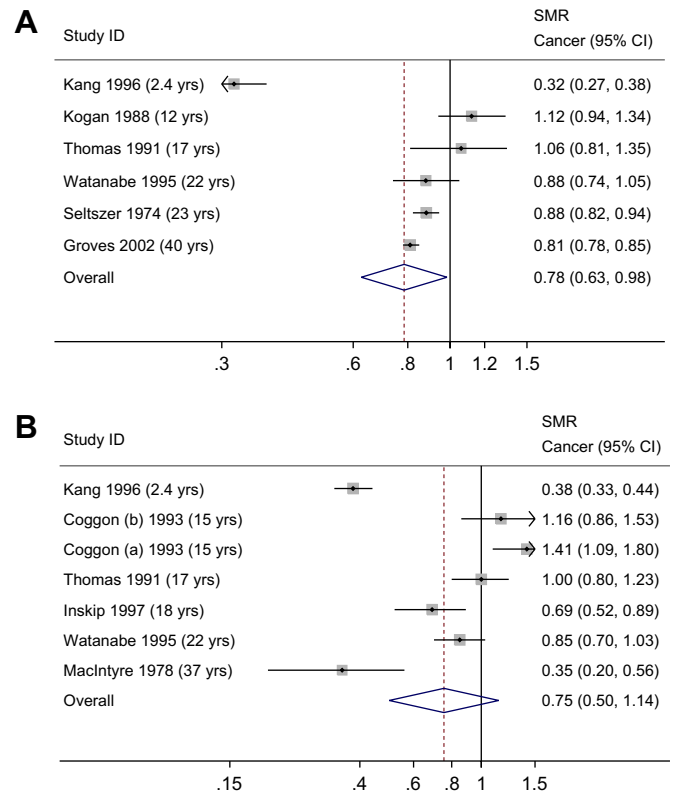 A
SMR
Study ID
Cancer (95% CI)
Kang 1996 (2.4 yrs) 0.32 (0.27, 0.38)
Kogan 1988 (12 yrs) 1.12 (0.94, 1.34)
Thomas 1991 (17 yrs) 1.06 (0.81, 1.35)
Watanabe 1995 (22 yrs) 0.88 (0.74, 1.05)
Seltszer 1974 (23 yrs) 0.88 (0.82, 0.94)
Groves 2002 (40 yrs) 0.81 (0.78, 0.85)
Overall 0.78 (0.63, 0.98)
.3 .6 .8 1 1.2 1.5
B
SMR
Study ID
Cancer (95% CI)
Kang 1996 (2.4 yrs) 0.38 (0.33, 0.44)
Coggon (b) 1993 (15 yrs) 1.16 (0.86, 1.53)
Coggon (a) 1993 (15 yrs) 1.41 (1.09, 1.80)
Thomas 1991 (17 yrs) 1.00 (0.80, 1.23)
Inskip 1997 (18 yrs) 0.69 (0.52, 0.89)
Watanabe 1995 (22 yrs) 0.85 (0.70, 1.03)
MacIntyre 1978 (37 yrs) 0.35 (0.20, 0.56)
Overall 0.75 (0.50, 1.14)
.15 .4 .6 .8 1 1.5